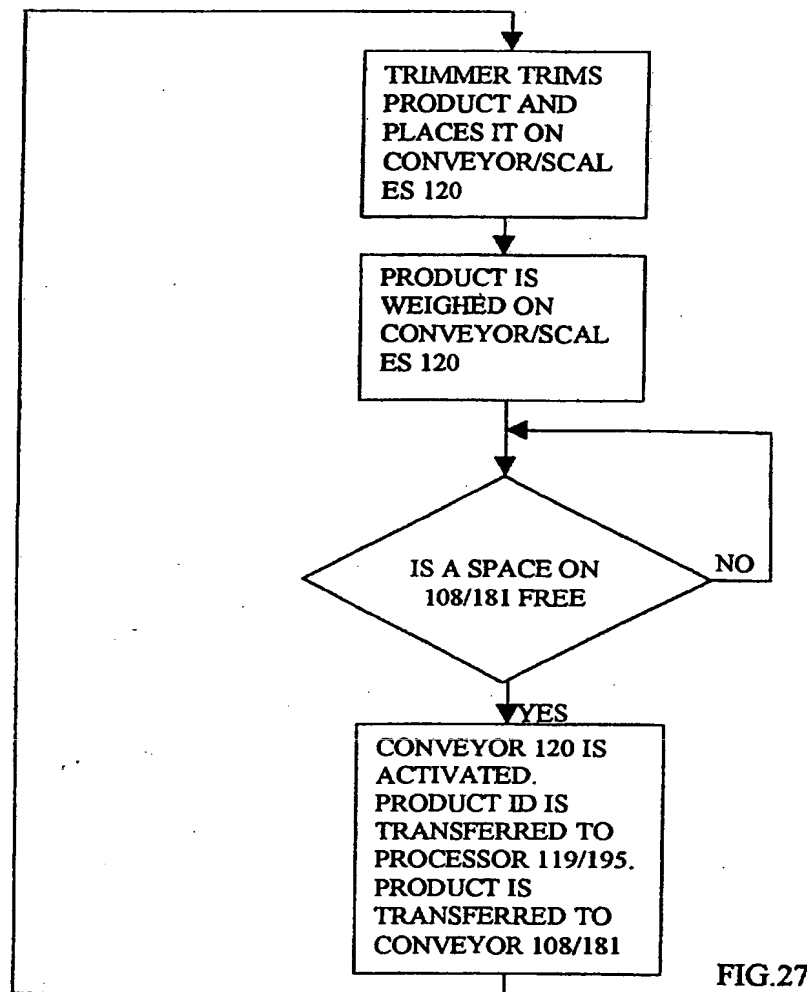 TRIMMER TRIMS
PRODUCT AND
PLACES IT ON
CONVEYOR/SCAL
ES 120
PRODUCT IS
WEIGHED ON
CONVEYOR/SCAL
ES 120
IS A SPACE ON
108/181 FREE
NO
YES
CONVEYOR 120 IS
ACTIVATED.
PRODUCT ID IS
TRANSFERRED TO
PROCESSOR 119/195.
PRODUCT IS
TRANSFERRED TO
CONVEYOR 108/181
FIG.27